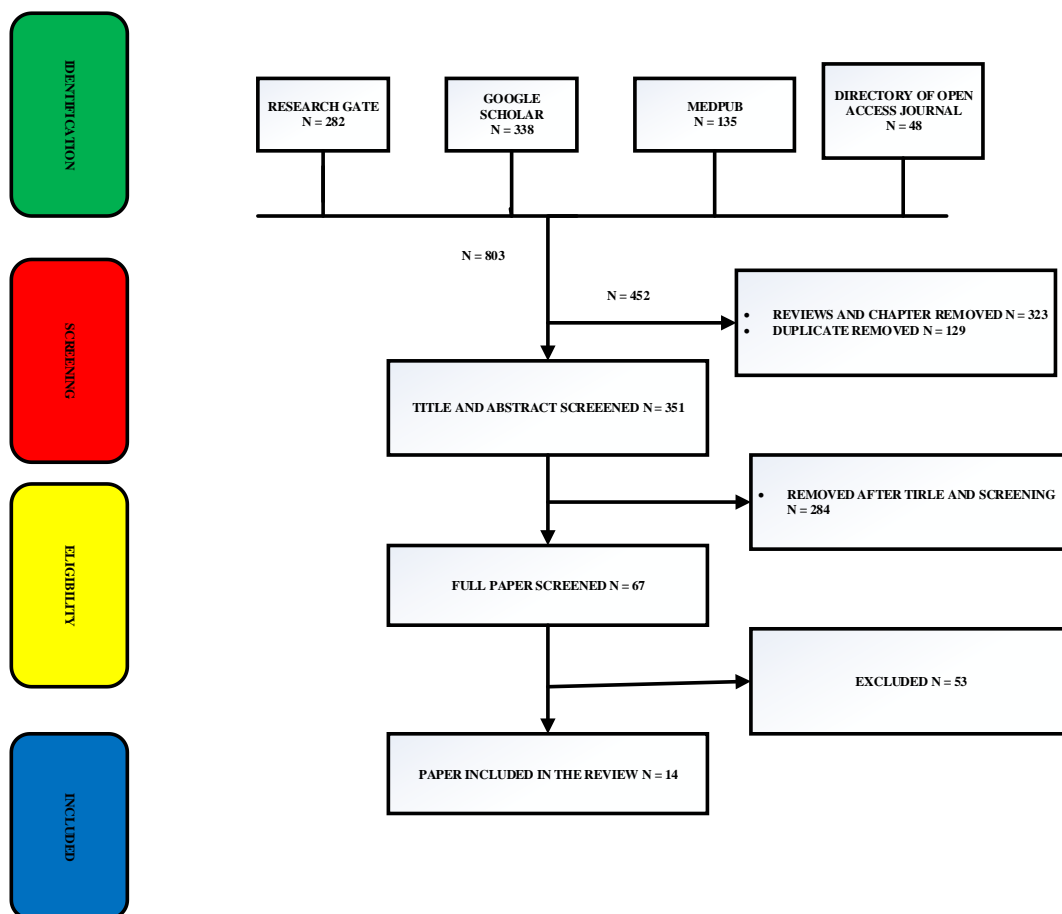 IDENTIFICATION
RESEARCH GATE
N = 282
GOOGLE
SCHOLAR
N = 338
MEDPUB
N = 135
DIRECTORY OF OPEN
ACCESS JOURNAL
N = 48
N = 803
N = 452
• REVIEWS AND CHAPTER REMOVED N = 323
• DUPLICATE REMOVED N = 129
SCREENING
TITLE AND ABSTRACT SCREEENED N = 351
• REMOVED AFTER TIRLE AND SCREENING
N = 284
ELIGIBILITY
FULL PAPER SCREENED N = 67
EXCLUDED N = 53
INCLUDED
PAPER INCLUDED IN THE REVIEW N = 14